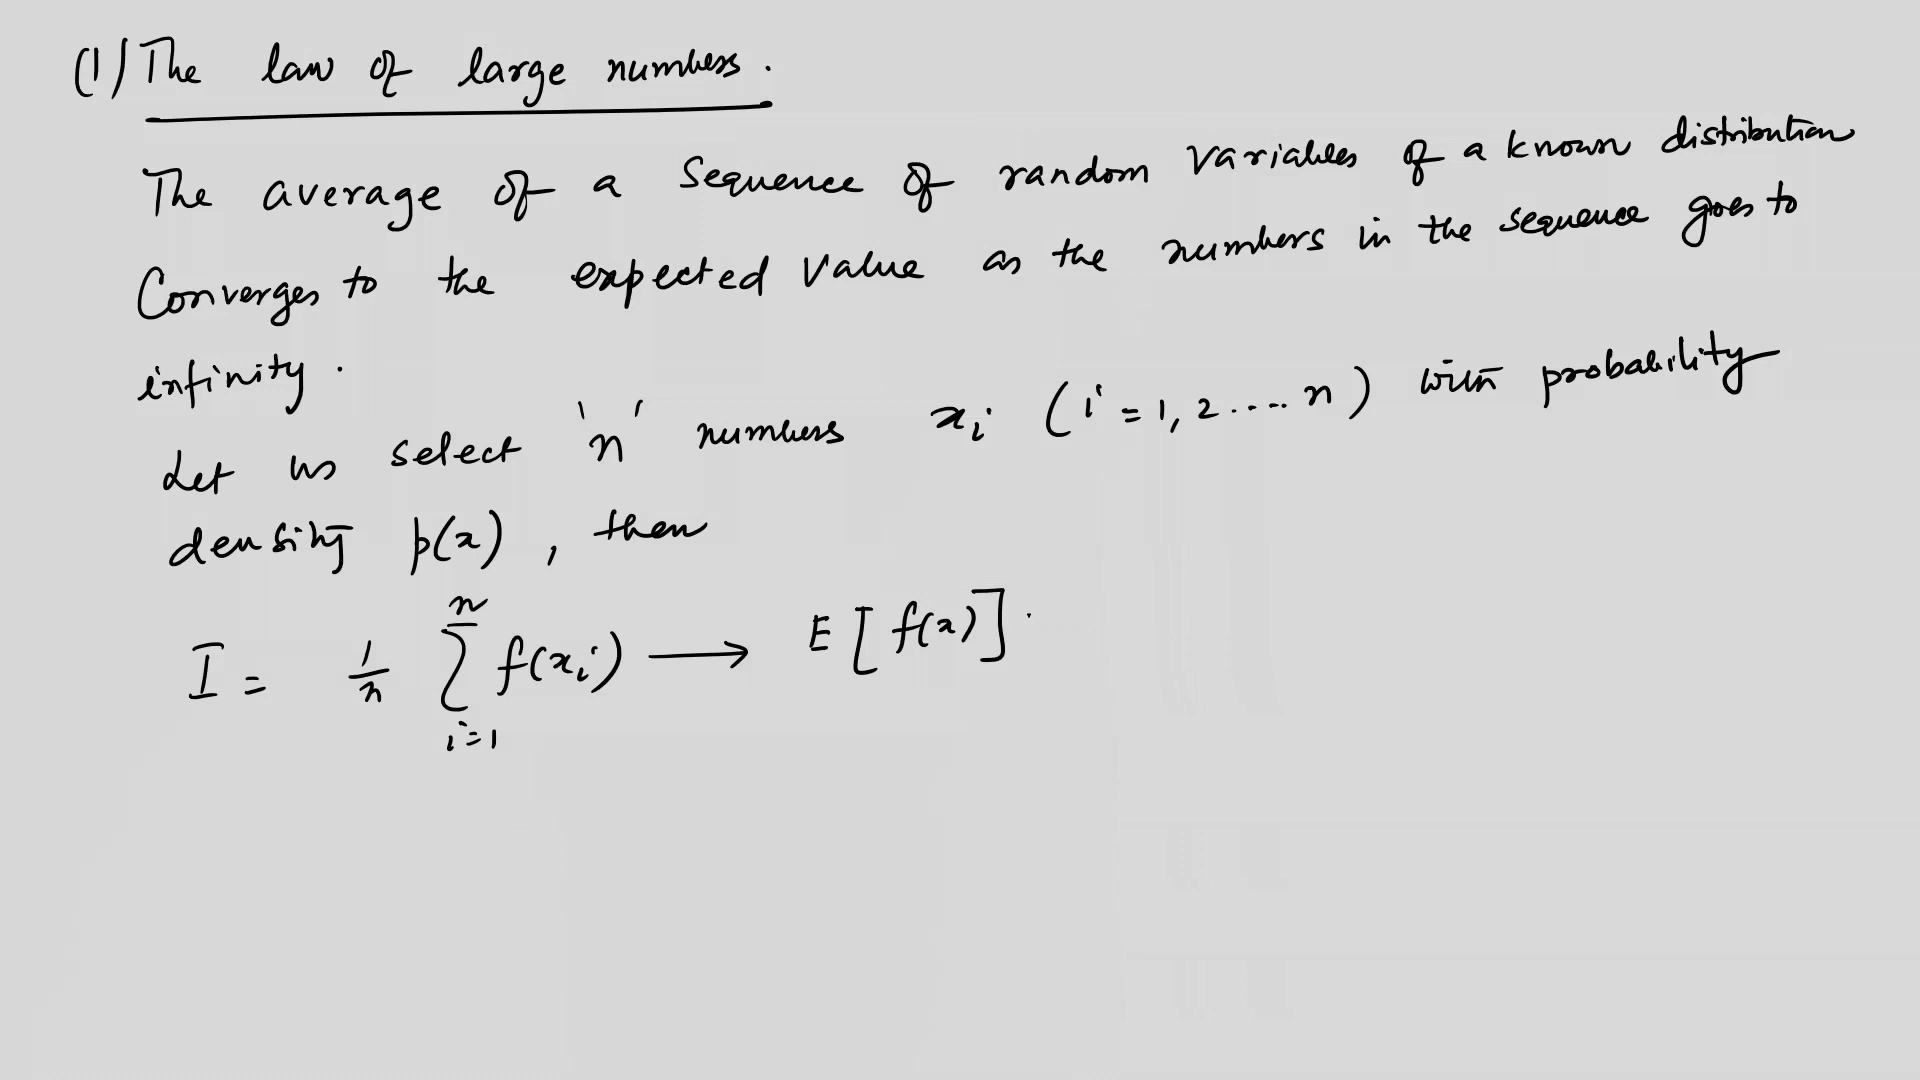 (1) The law of large numbers.
The average of a sequence of random variables of a known distribution
Converges to the expected value as the numbers in the sequence goes to
infinity.
Let us select 'n' numbers xᵢ (i = 1, 2 .... n) with probability
density p(x), then
I = 1/n ∑ⁿᵢ₌₁ f(xᵢ) ⟶ E[f(x)].